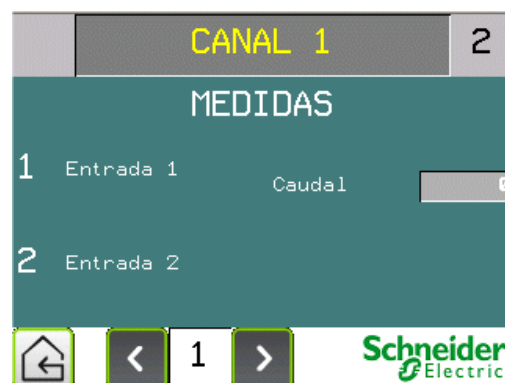 CANAL 1 2
MEDIDAS
1 Entrada 1
Caudal
2 Entrada 2
1
Schneider
Electric